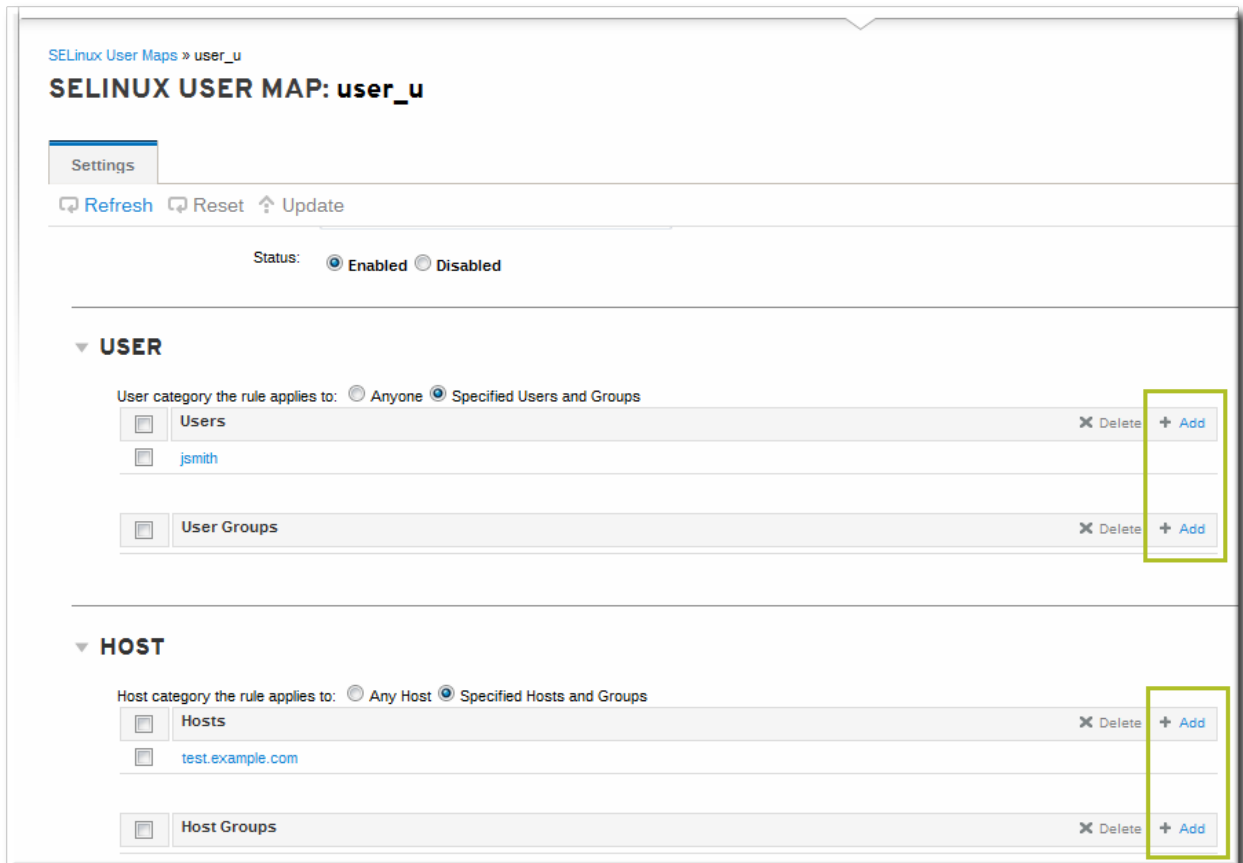 SELinux User Maps » user_u
SELINUX USER MAP: user_u
Settings
Refresh Reset Update
Status: Enabled Disabled
USER
User category the rule applies to: Anyone Specified Users and Groups
Users Delete + Add
jsmith
User Groups Delete + Add
HOST
Host category the rule applies to: Any Host Specified Hosts and Groups
Hosts Delete + Add
test.example.com
Host Groups Delete + Add